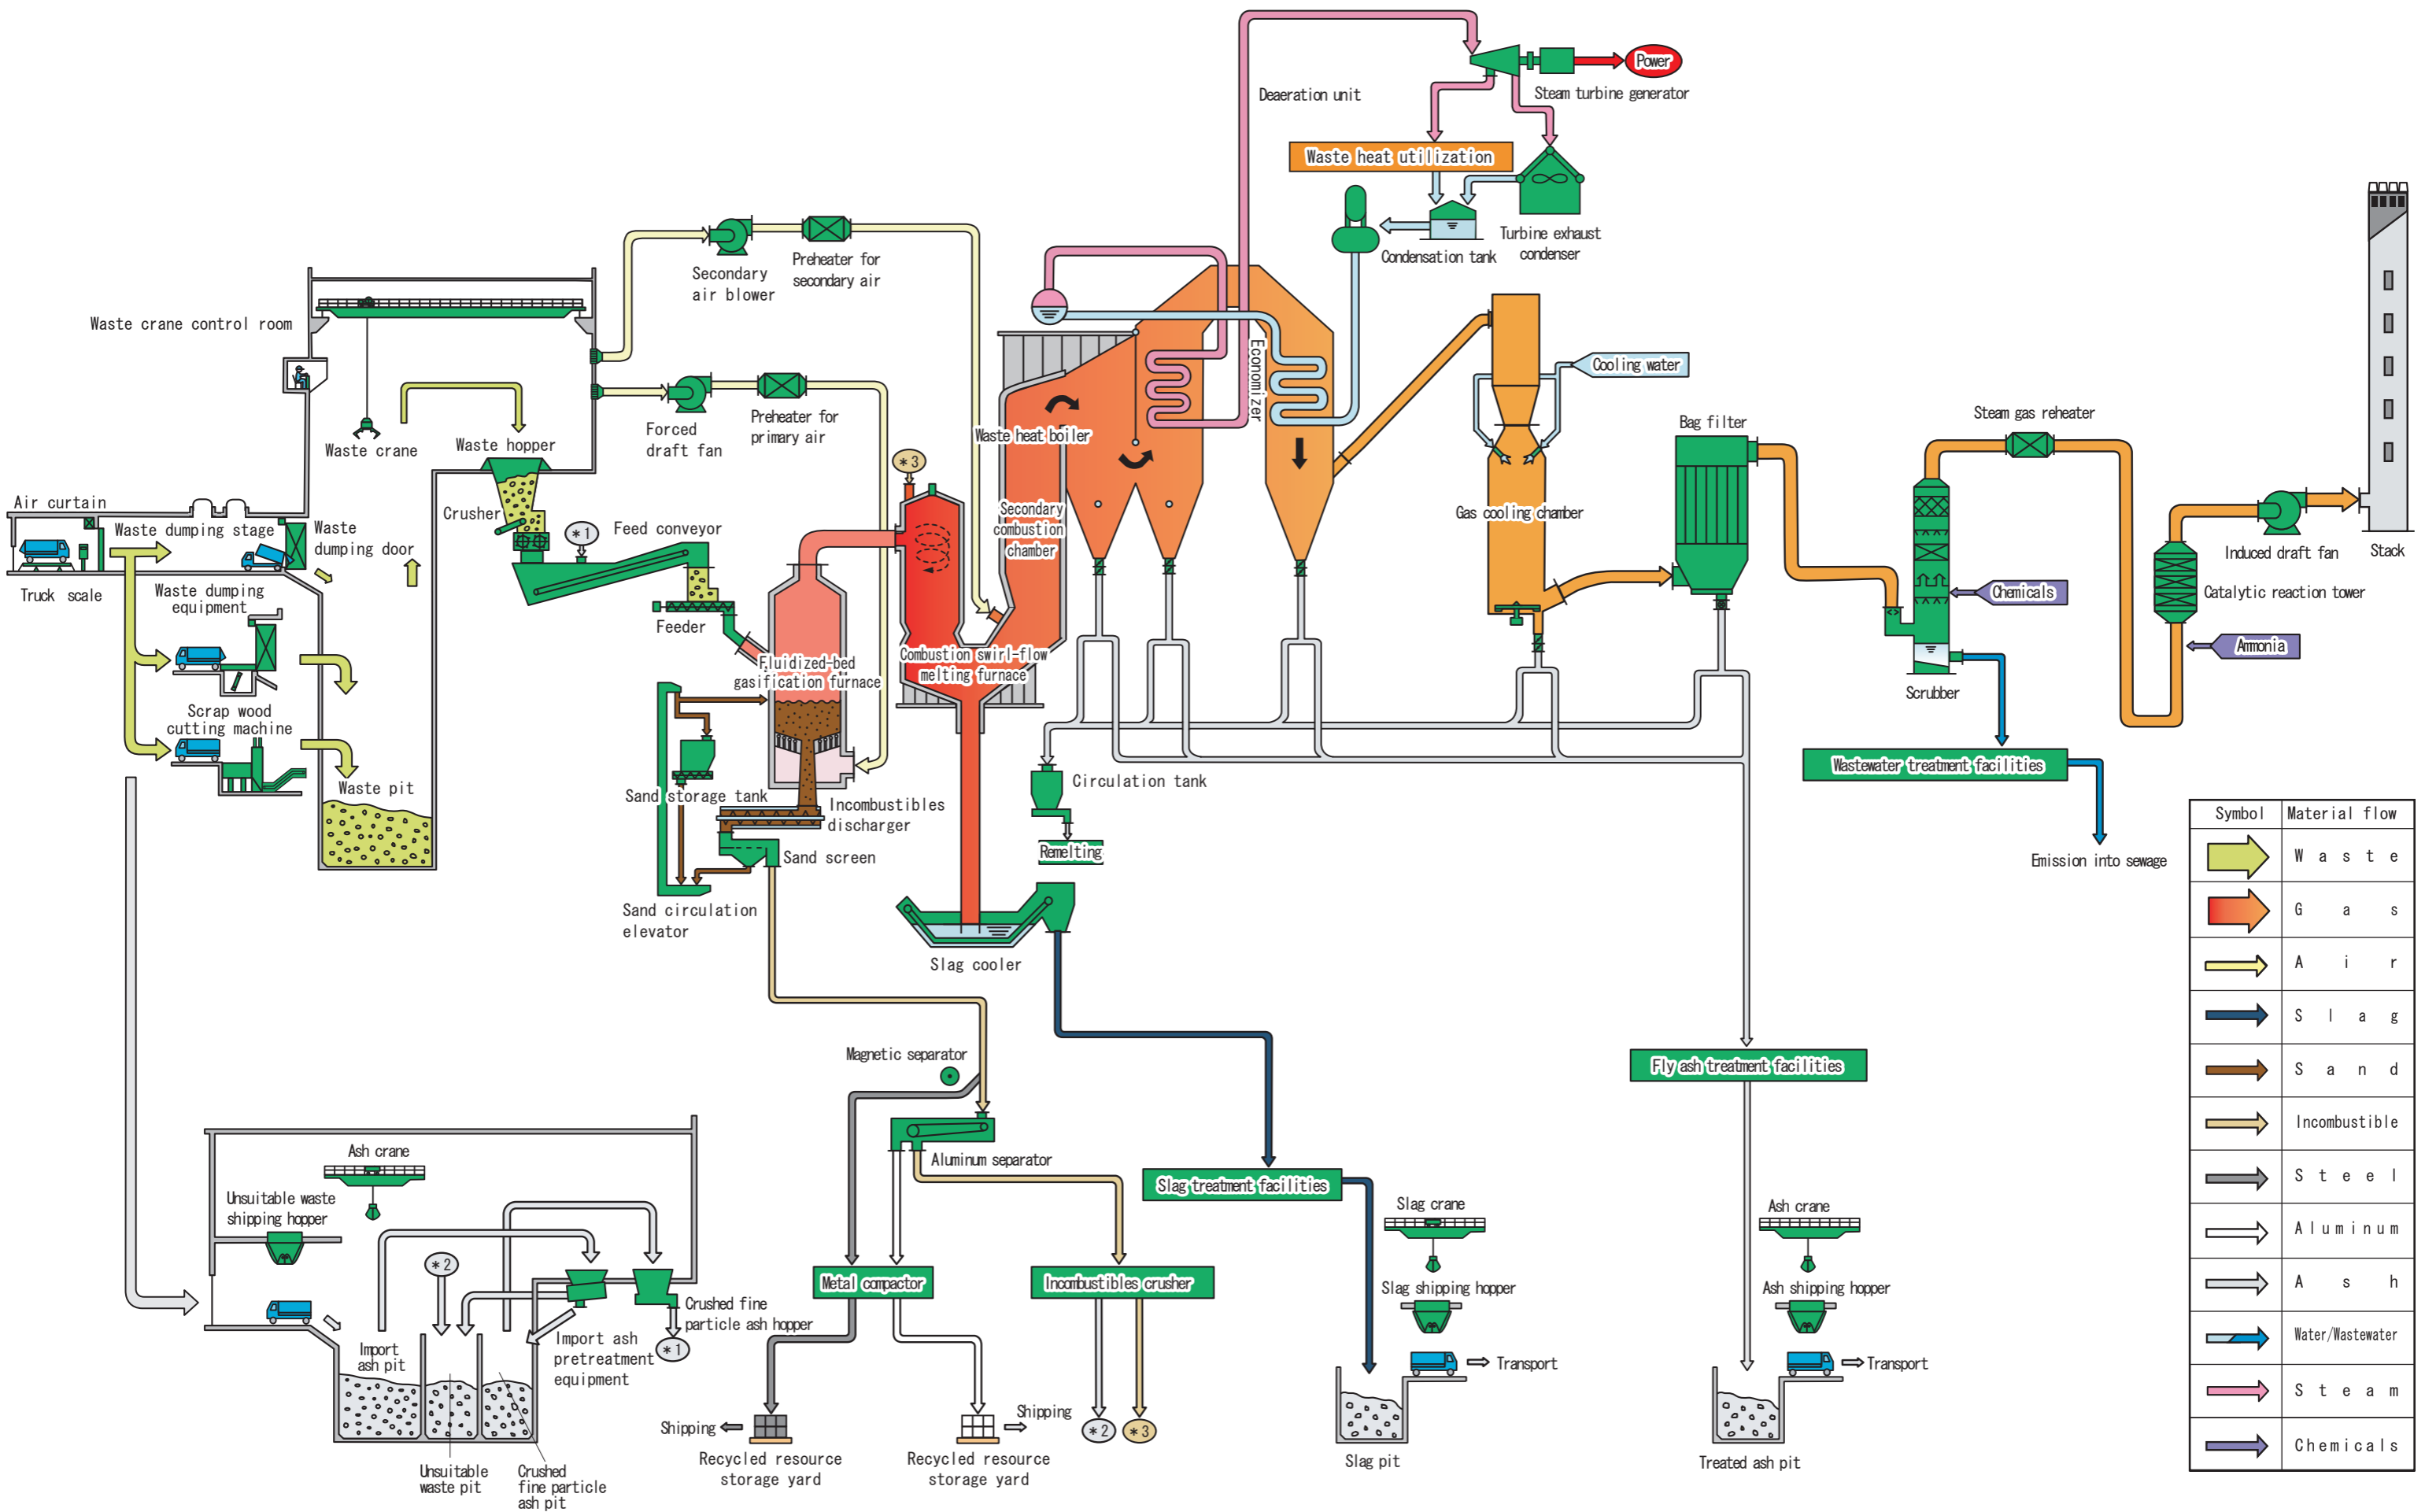 Power
Steam turbine generator
Deaeration unit
Waste heat utilization
Condensation tank
Turbine exhaust
condenser
Secondary
air blower
Preheater for
secondary air
Waste crane control room
Forced
draft fan
Preheater for
primary air
Waste crane
Waste hopper
Waste heat boiler
Economizer
Cooling water
Bag filter
Steam gas reheater
Air curtain
Waste dumping stage
Waste
dumping door
Crusher
*1
Feed conveyor
*3
Secondary
combustion
chamber
Gas cooling chamber
Induced draft fan
Stack
Truck scale
Waste dumping
equipment
Feeder
Chemicals
Catalytic reaction tower
Fluidized-bed
gasification furnace
Combustion swirl-flow
melting furnace
Ammonia
Scrubber
Scrap wood
cutting machine
Waste pit
Sand storage tank
Incombustibles
discharger
Circulation tank
Wastewater treatment facilities
Sand screen
Remelting
Emission into sewage
Sand circulation
elevator
Slag cooler
Symbol Material flow
Waste
Gas
Air
Slag
Sand
Incombustible
Steel
Aluminum
Ash
Water/Wastewater
Steam
Chemicals
Magnetic separator
Fly ash treatment facilities
Ash crane
Aluminum separator
Slag treatment facilities
Unsuitable waste
shipping hopper
Slag crane
Ash crane
*2
Metal compactor
Incombustibles crusher
Slag shipping hopper
Ash shipping hopper
Crushed fine
particle ash hopper
Import
ash pit
Import ash
pretreatment
equipment
*1
Transport
Transport
Shipping
Shipping
*2
*3
Recycled resource
storage yard
Recycled resource
storage yard
Slag pit
Treated ash pit
Unsuitable
waste pit
Crushed
fine particle
ash pit